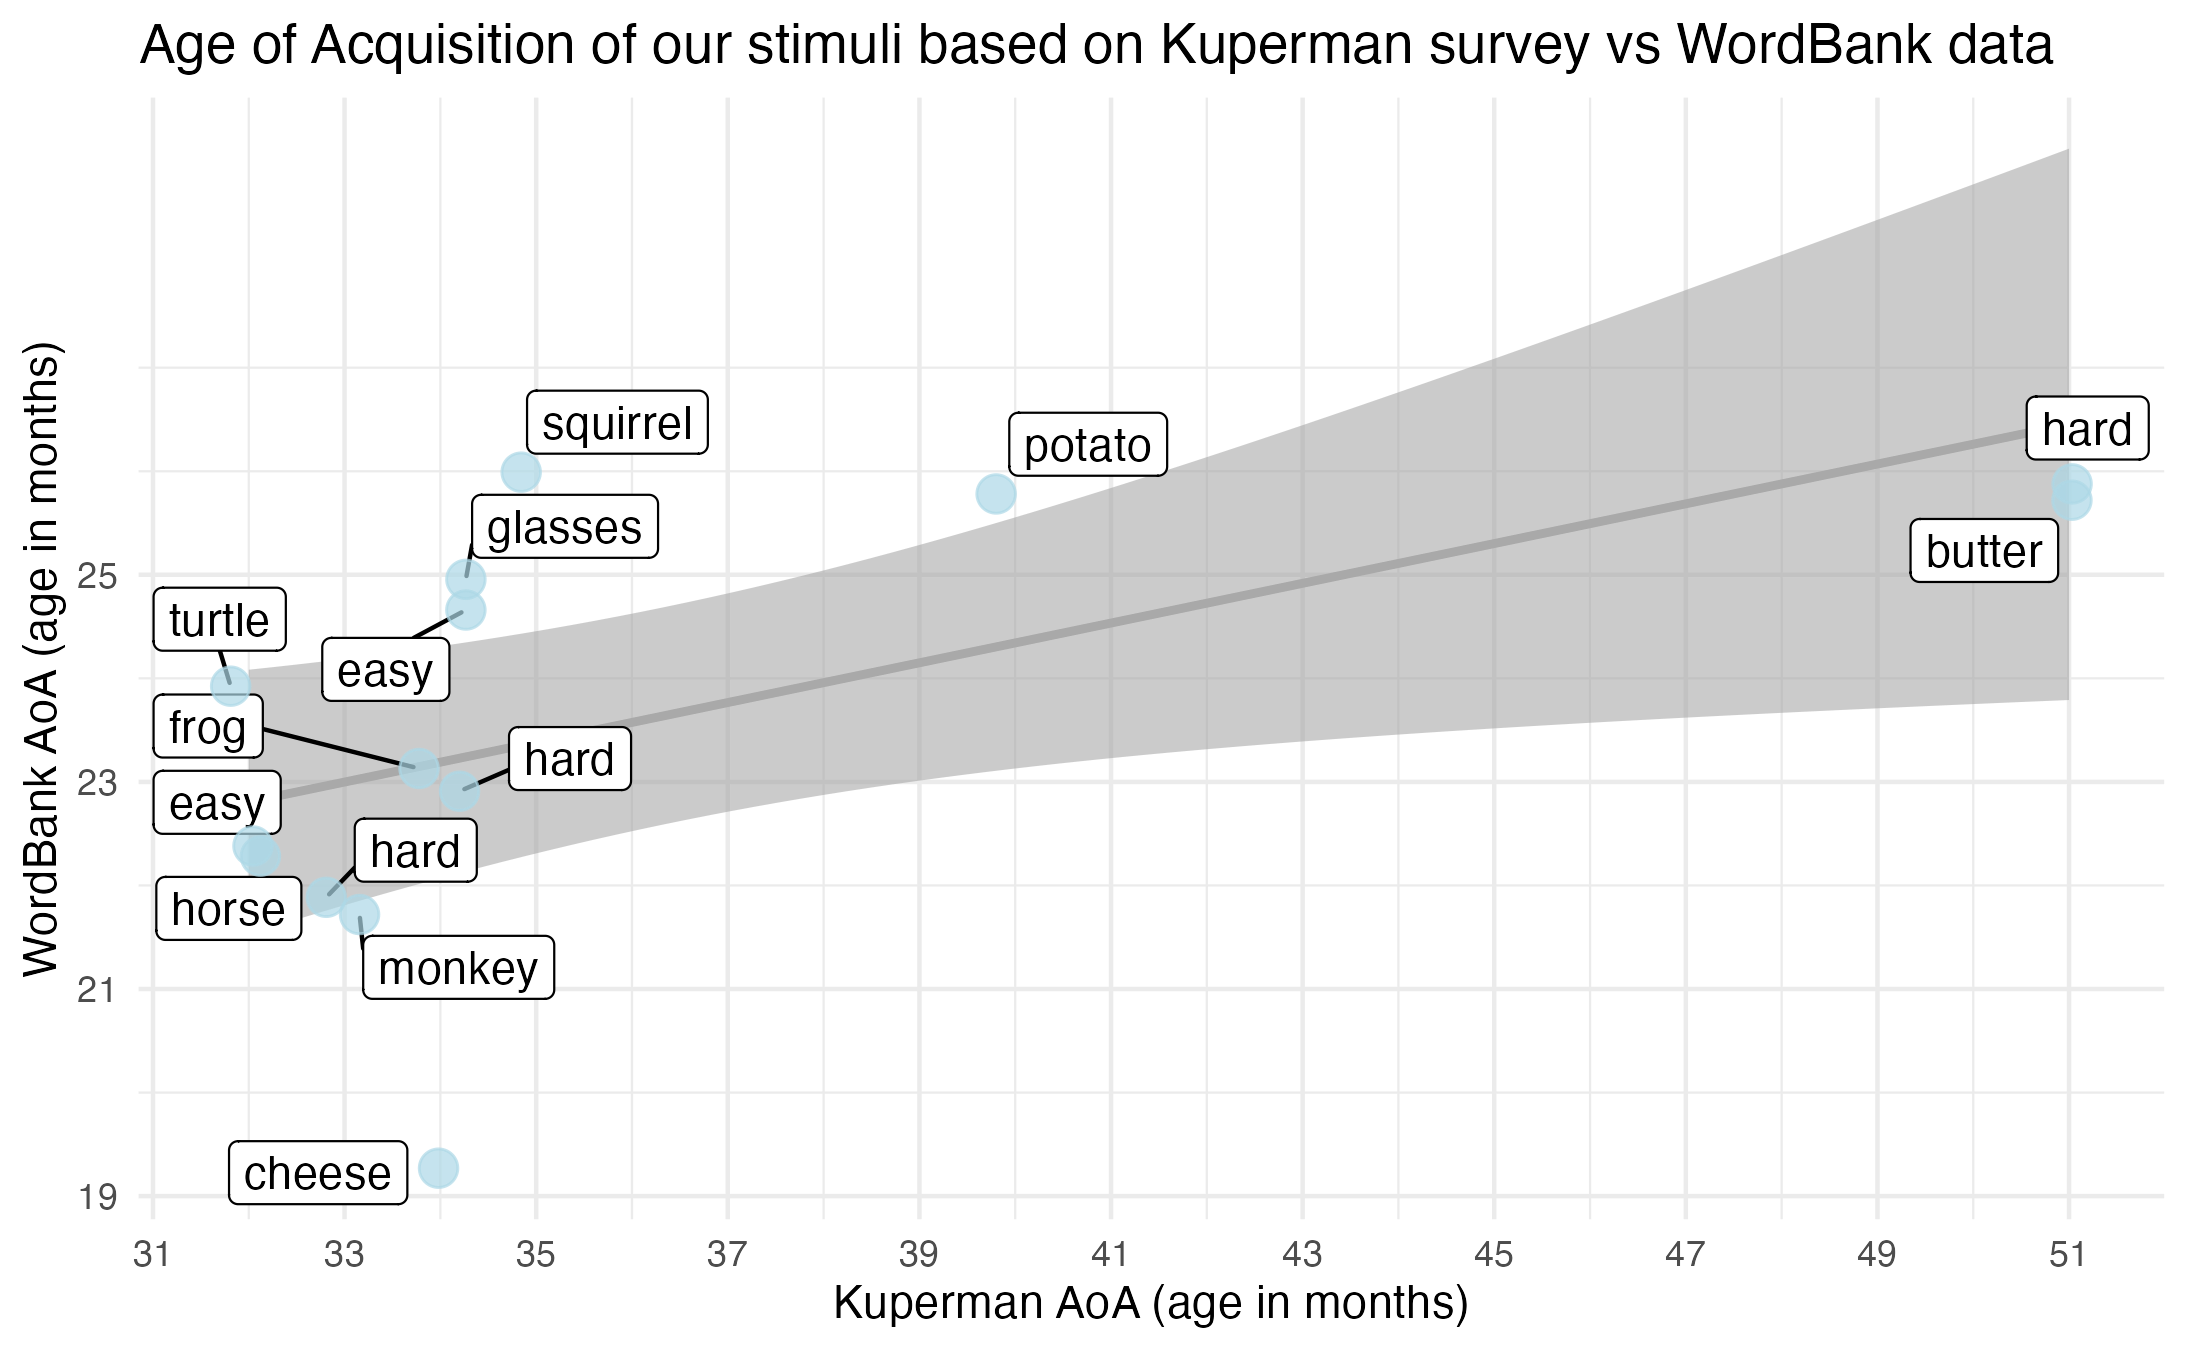 Age of Acquisition of our stimuli based on Kuperman survey vs WordBank data
WordBank AoA (age in months)
squirrel
potato
hard
glasses
butter
25
turtle
easy
frog
hard
23
easy
hard
horse
monkey
21
cheese
19
31 33 35 37 39 41 43 45 47 49 51
Kuperman AoA (age in months)